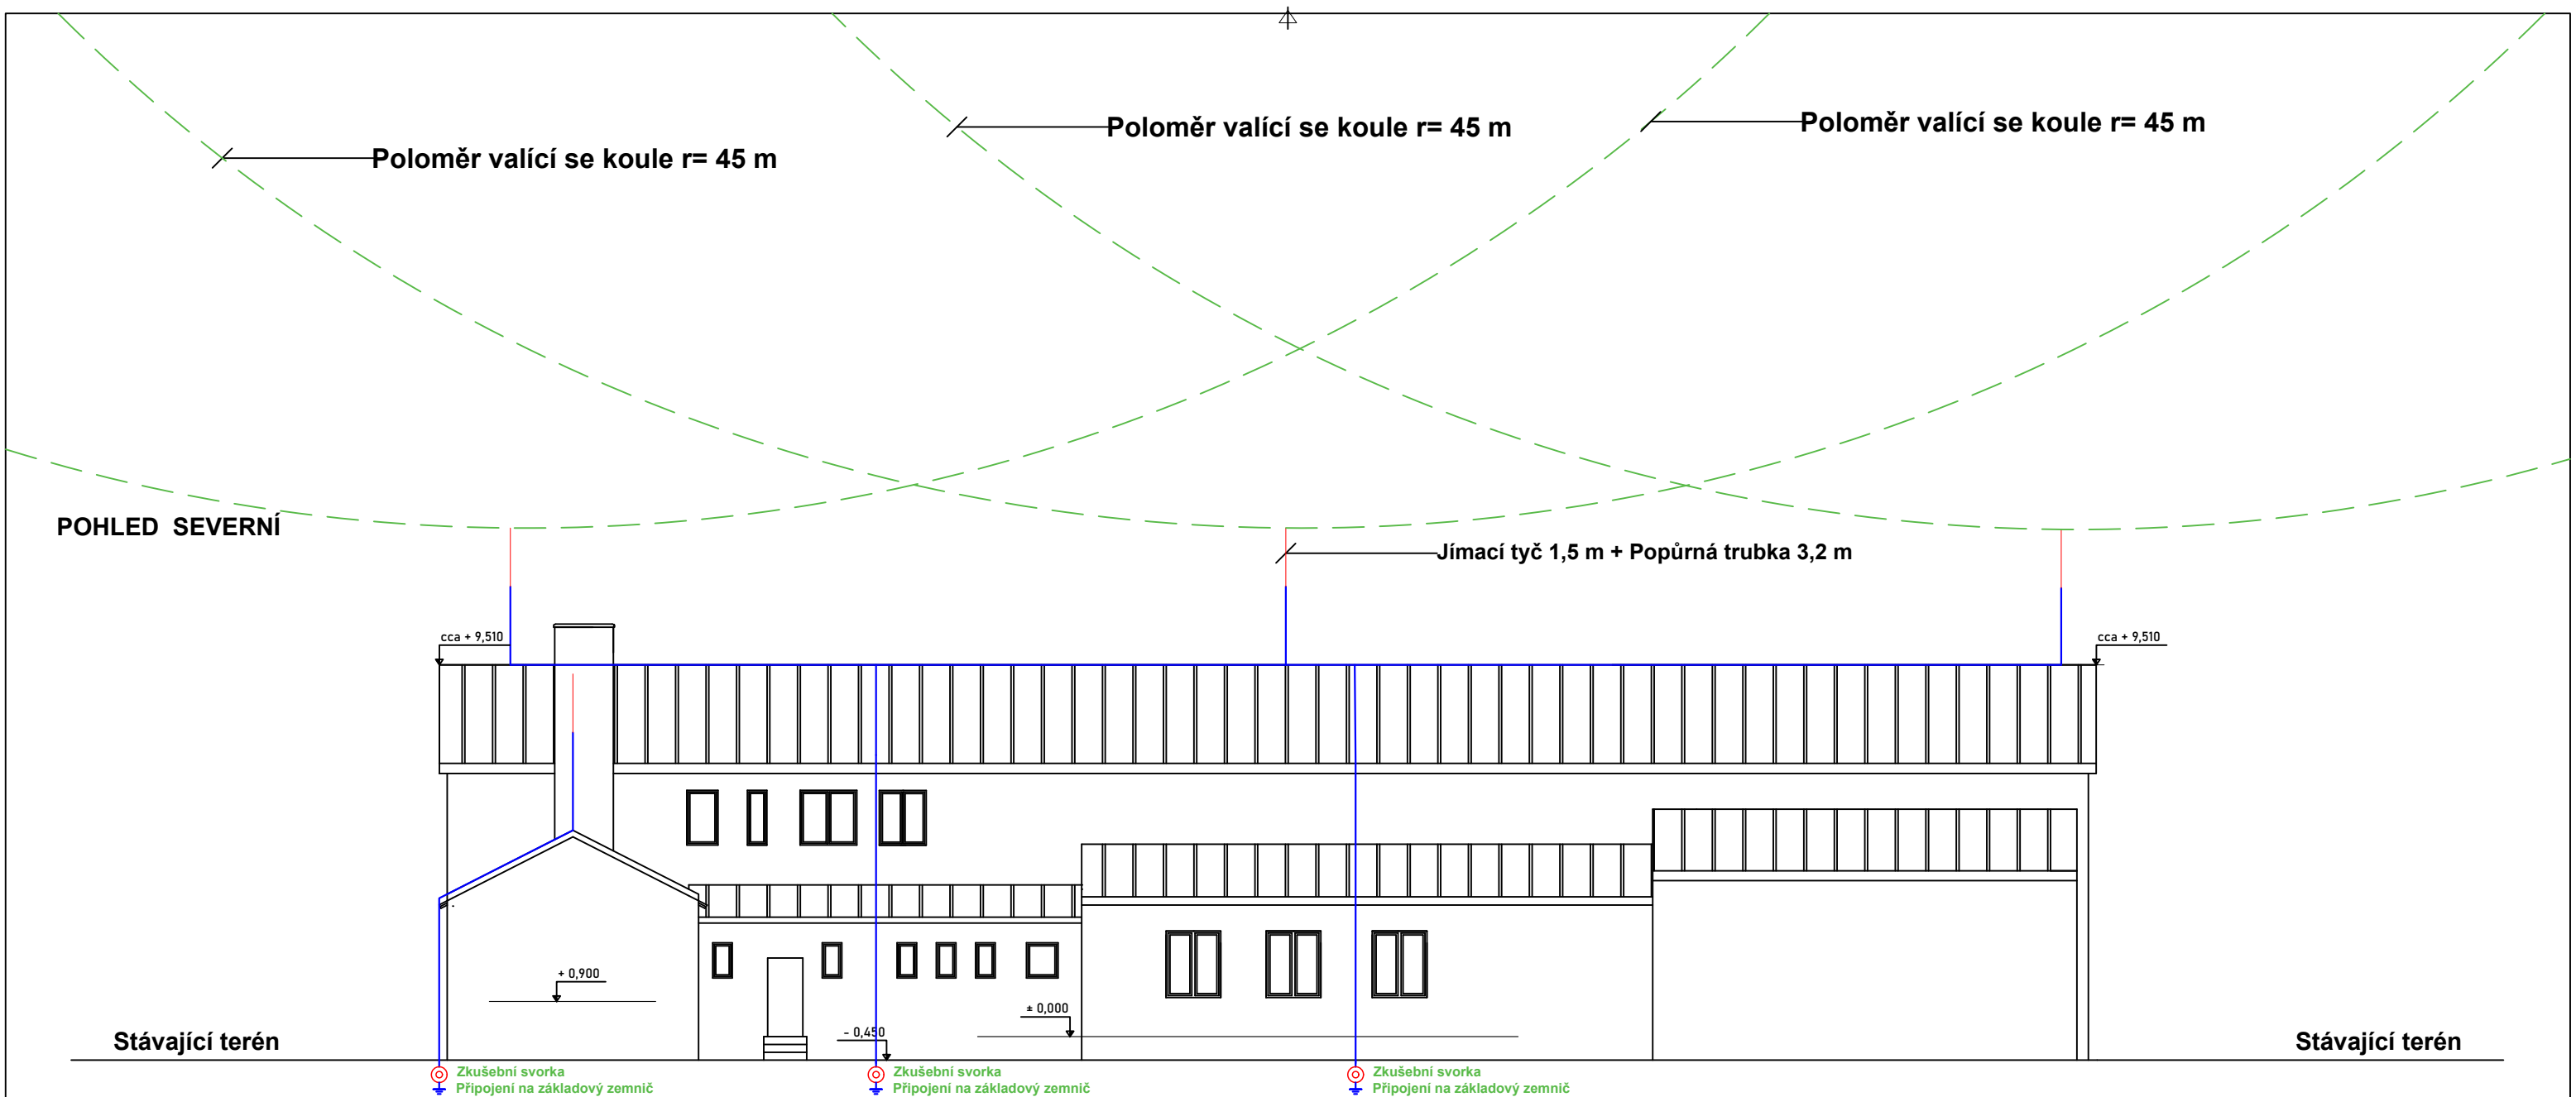 Poloměr valící se koule r= 45 m
Poloměr valící se koule r= 45 m
Poloměr valící se koule r= 45 m
POHLED SEVERNÍ
Jímací tyč 1,5 m + Popůrná trubka 3,2 m
cca + 9,510
cca + 9,510
+ 0,900
± 0,000
- 0,450
Stávající terén
Stávající terén
Zkušební svorka
Připojení na základový zemnič
Zkušební svorka
Připojení na základový zemnič
Zkušební svorka
Připojení na základový zemnič